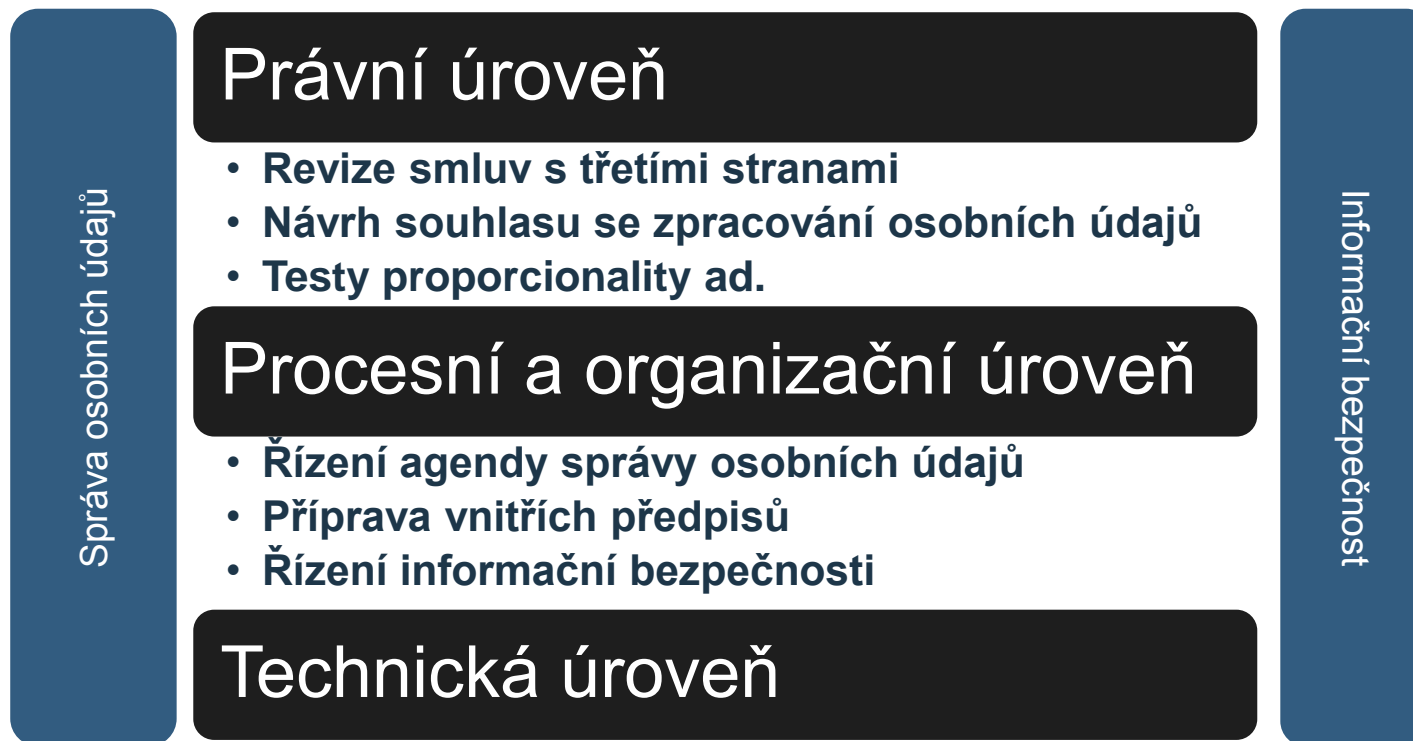 Správa osobních údajů
Právní úroveň
• Revize smluv s třetími stranami
• Návrh souhlasu se zpracování osobních údajů
• Testy proporcionality ad.
Procesní a organizační úroveň
• Řízení agendy správy osobních údajů
• Příprava vnitřích předpisů
• Řízení informační bezpečnosti
Technická úroveň
Informační bezpečnost